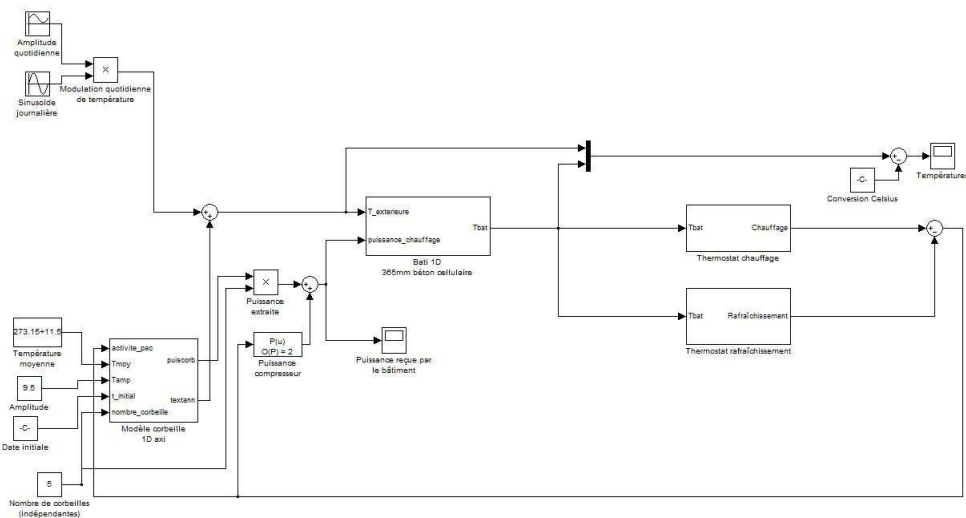 Amplitude
quotidienne
×
Modulation quotidienne
de température
Sinusoïde
journalière
-C-
Conversion Celsius
Températures
T_exterieure
puissance_chauffage
Tbat
Bati 1D
365mm béton cellulaire
Tbat
Chauffage
Thermostat chauffage
Tbat
Rafraîchissement
Thermostat rafraîchissement
×
Puissance
extraite
P(u)
O(P) = 2
Puissance
compresseur
Puissance reçue par
le bâtiment
273.15+11.5
Température
moyenne
9.5
Amplitude
-C-
Date initiale
5
Nombre de corbeilles
(indépendantes)
activite_pac
Tmoy
Tamp
t_initial
nombre_corbeille
puiscorb
textann
Modèle corbeille
1D axi